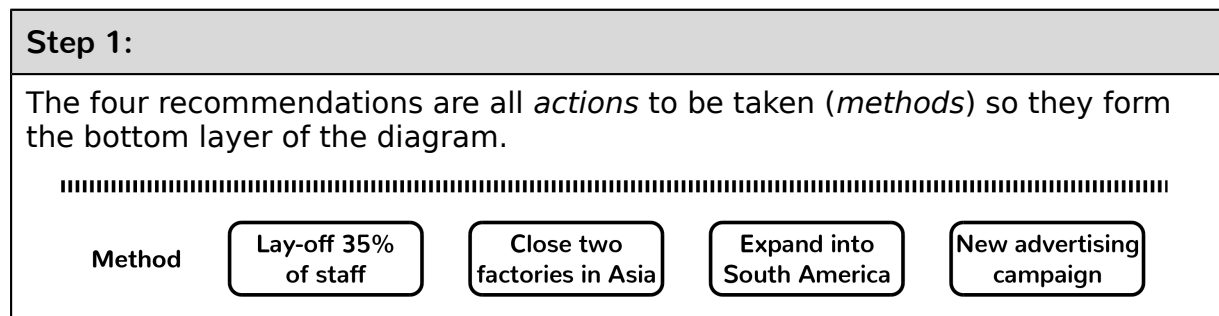 Step 1:
The four recommendations are all actions to be taken (methods) so they form
the bottom layer of the diagram.
Method
Lay-off 35%
of staff
Close two
factories in Asia
Expand into
South America
New advertising
campaign